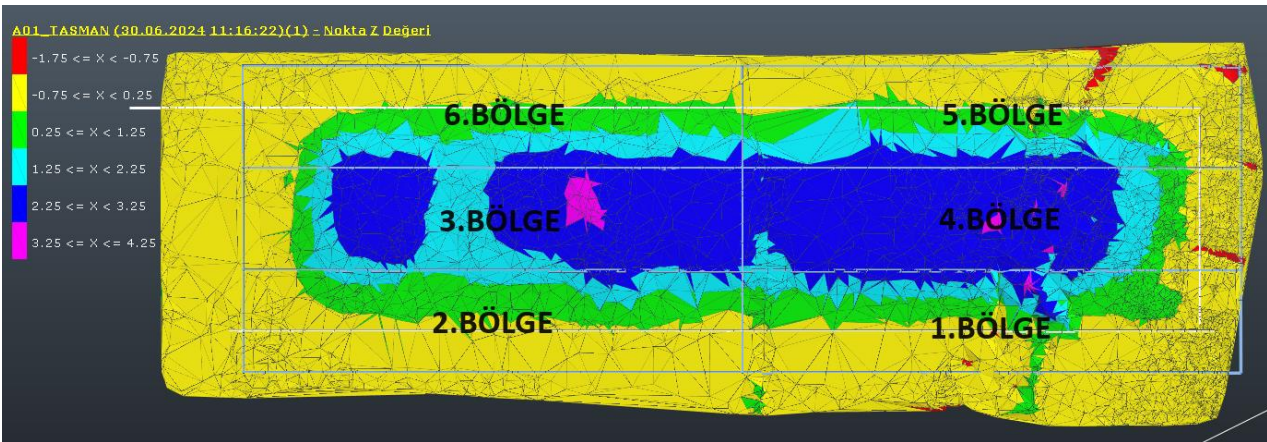 A01_TASMAN (30.06.2024 11:16:22)(1) - Nokta Z Değeri
-1.75 <= X < -0.75
-0.75 <= X < 0.25
0.25 <= X < 1.25
1.25 <= X < 2.25
2.25 <= X < 3.25
3.25 <= X <= 4.25
6.BÖLGE
5.BÖLGE
3.BÖLGE
4.BÖLGE
2.BÖLGE
1.BÖLGE